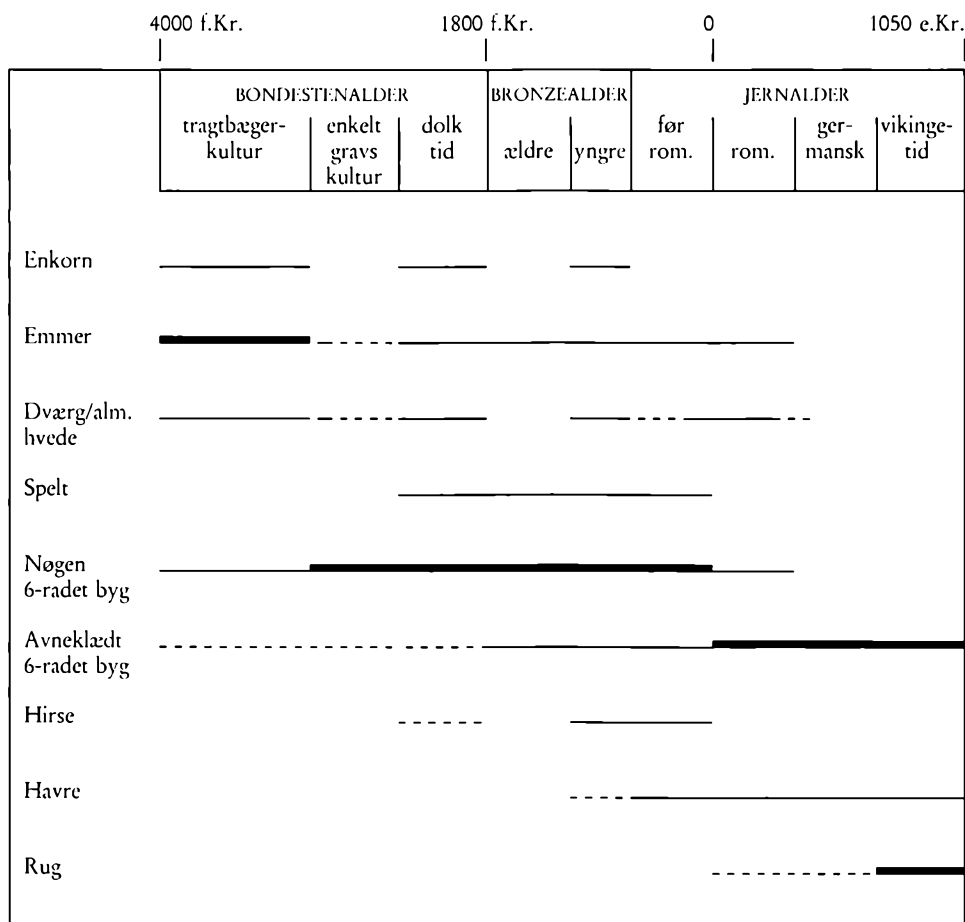 4000 f.Kr. 1800 f.Kr. 0 1050 e.Kr.
BONDESTENALDER BRONZEALDER JERNALDER
tragtbæger-
kultur
enkelt
gravs
kultur
dolk
tid
ældre
yngre
før
rom.
rom.
ger-
mansk
vikinge-
tid
Enkorn
Emmer
Dværg/alm.
hvede
Spelt
Nøgen
6-radet byg
Avneklædt
6-radet byg
Hirse
Havre
Rug